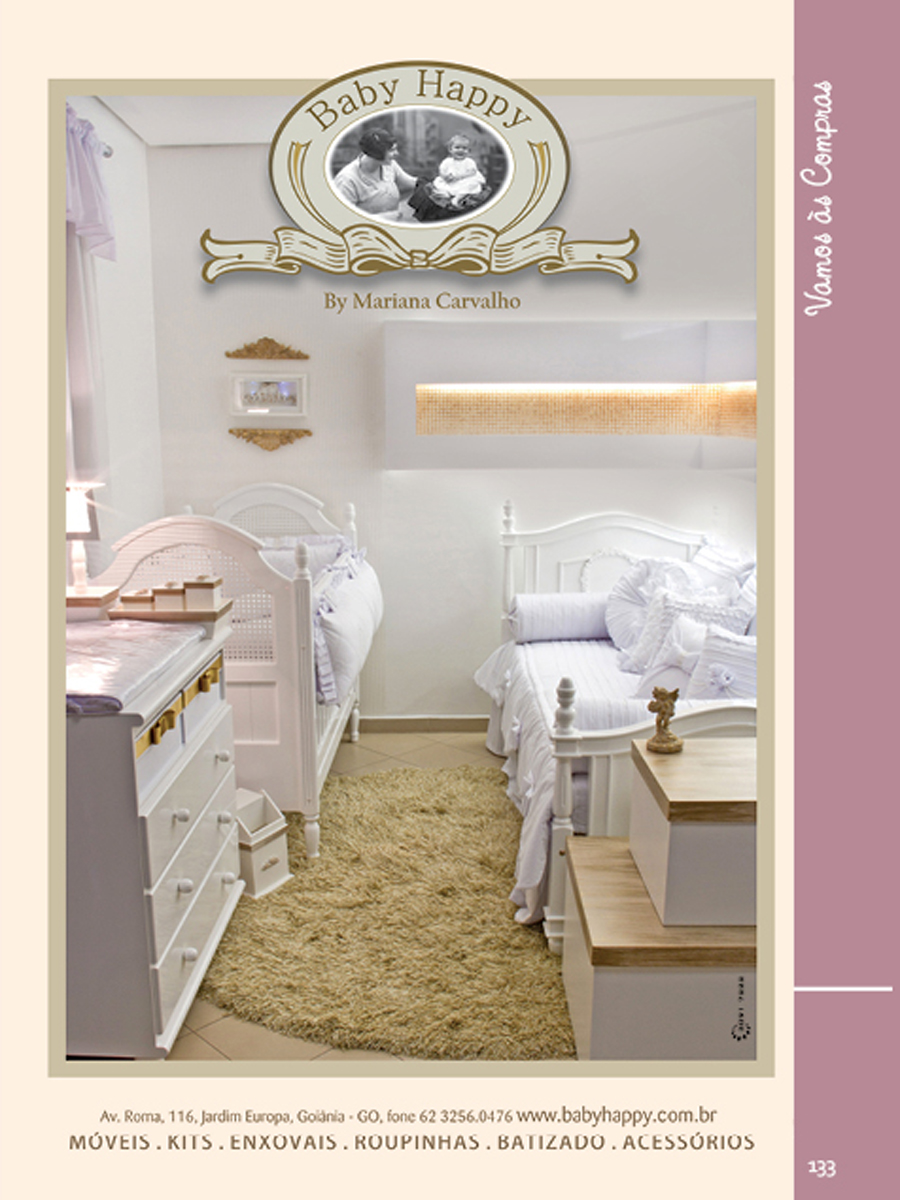 Baby Happy
By Mariana Carvalho
Vamos às Compras
Av. Roma, 116, Jardim Europa, Goiânia - GO, fone 62 3256.0476 www.babyhappy.com.br
MÓVEIS . KITS . ENXOVAIS . ROUPINHAS . BATIZADO . ACESSÓRIOS
133